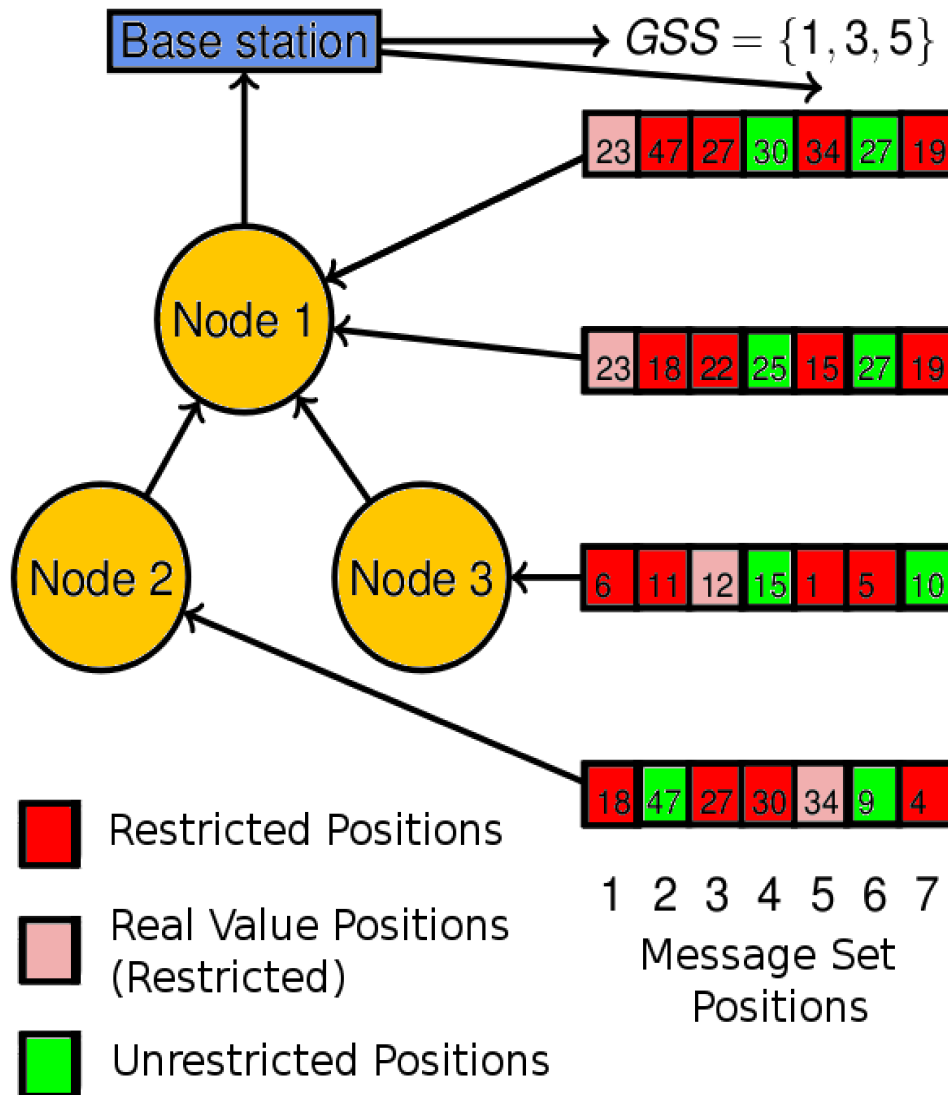 Base station
GSS = {1, 3, 5}
23 47 27 30 34 27 19
Node 1
23 18 22 25 15 27 19
Node 2
Node 3
6 11 12 15 1 5 10
18 47 27 30 34 9 4
Restricted Positions
1 2 3 4 5 6 7
Real Value Positions
(Restricted)
Message Set
Positions
Unrestricted Positions